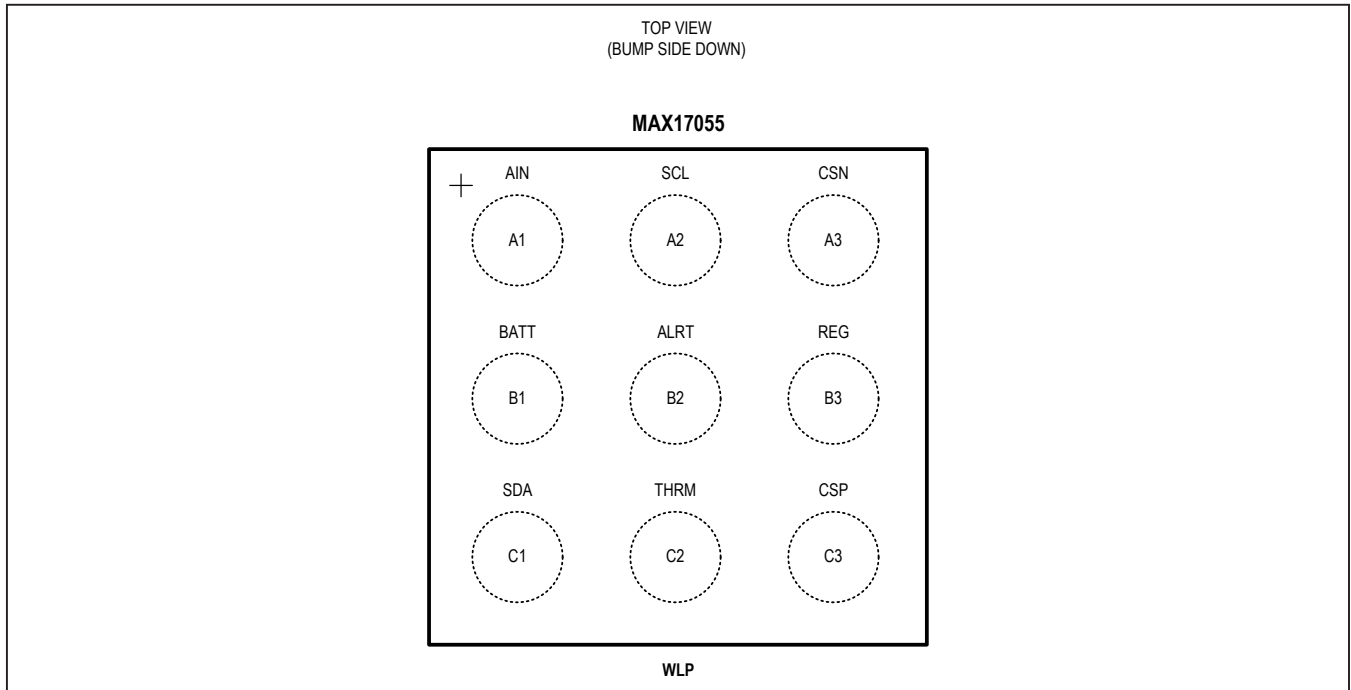 TOP VIEW
(BUMP SIDE DOWN)
MAX17055
AIN SCL CSN
A1 A2 A3
BATT ALRT REG
B1 B2 B3
SDA THRM CSP
C1 C2 C3
WLP